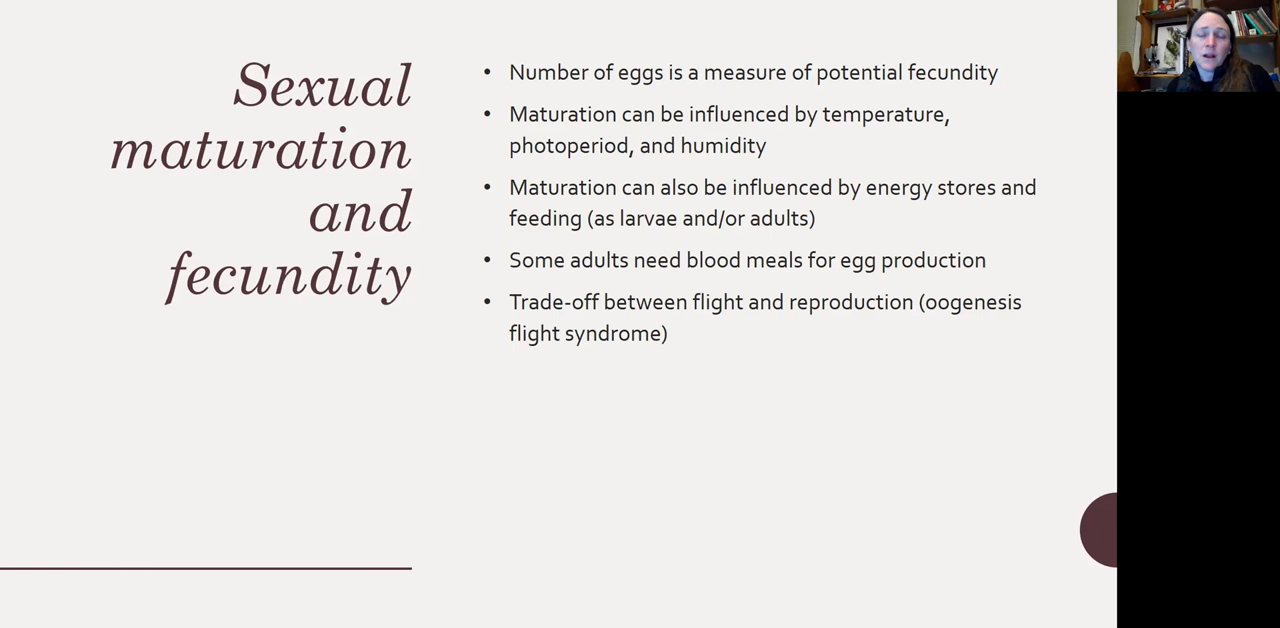 Sexual
maturation
and
fecundity
• Number of eggs is a measure of potential fecundity
• Maturation can be influenced by temperature,
photoperiod, and humidity
• Maturation can also be influenced by energy stores and
feeding (as larvae and/or adults)
• Some adults need blood meals for egg production
• Trade-off between flight and reproduction (oogenesis
flight syndrome)